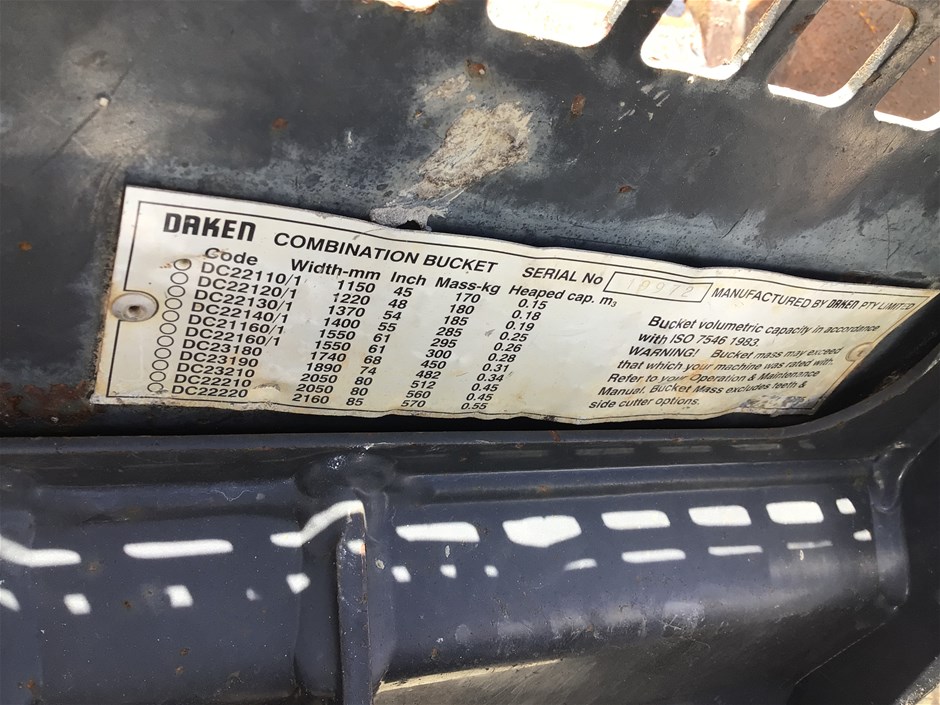 DAKEN COMBINATION BUCKET SERIAL No MANUFACTURED BY DAKEN PTY LIMITED
Code Width-mm Inch Mass-kg Heaped cap. m3
DC22110/1 1150 45 170 0.15
DC22120/1 1220 48 180 0.18
DC22130/1 1370 54 185 0.19
DC22140/1 1400 55 285 0.25
DC21160/1 1550 61 295 0.26
DC22160/1 1550 61 300 0.28
DC23180 1740 68 450 0.31
DC23190 1890 74 482 0.34
DC23210 2050 80 512 0.45
DC22210 2050 80 560 0.45
DC22220 2160 85 570 0.55
Bucket volumetric capacity in accordance
with ISO 7546 1983.
WARNING! Bucket mass may exceed
that which your machine was rated with.
Refer to your Operation & Maintenance
Manual. Bucket Mass excludes teeth &
side cutter options.